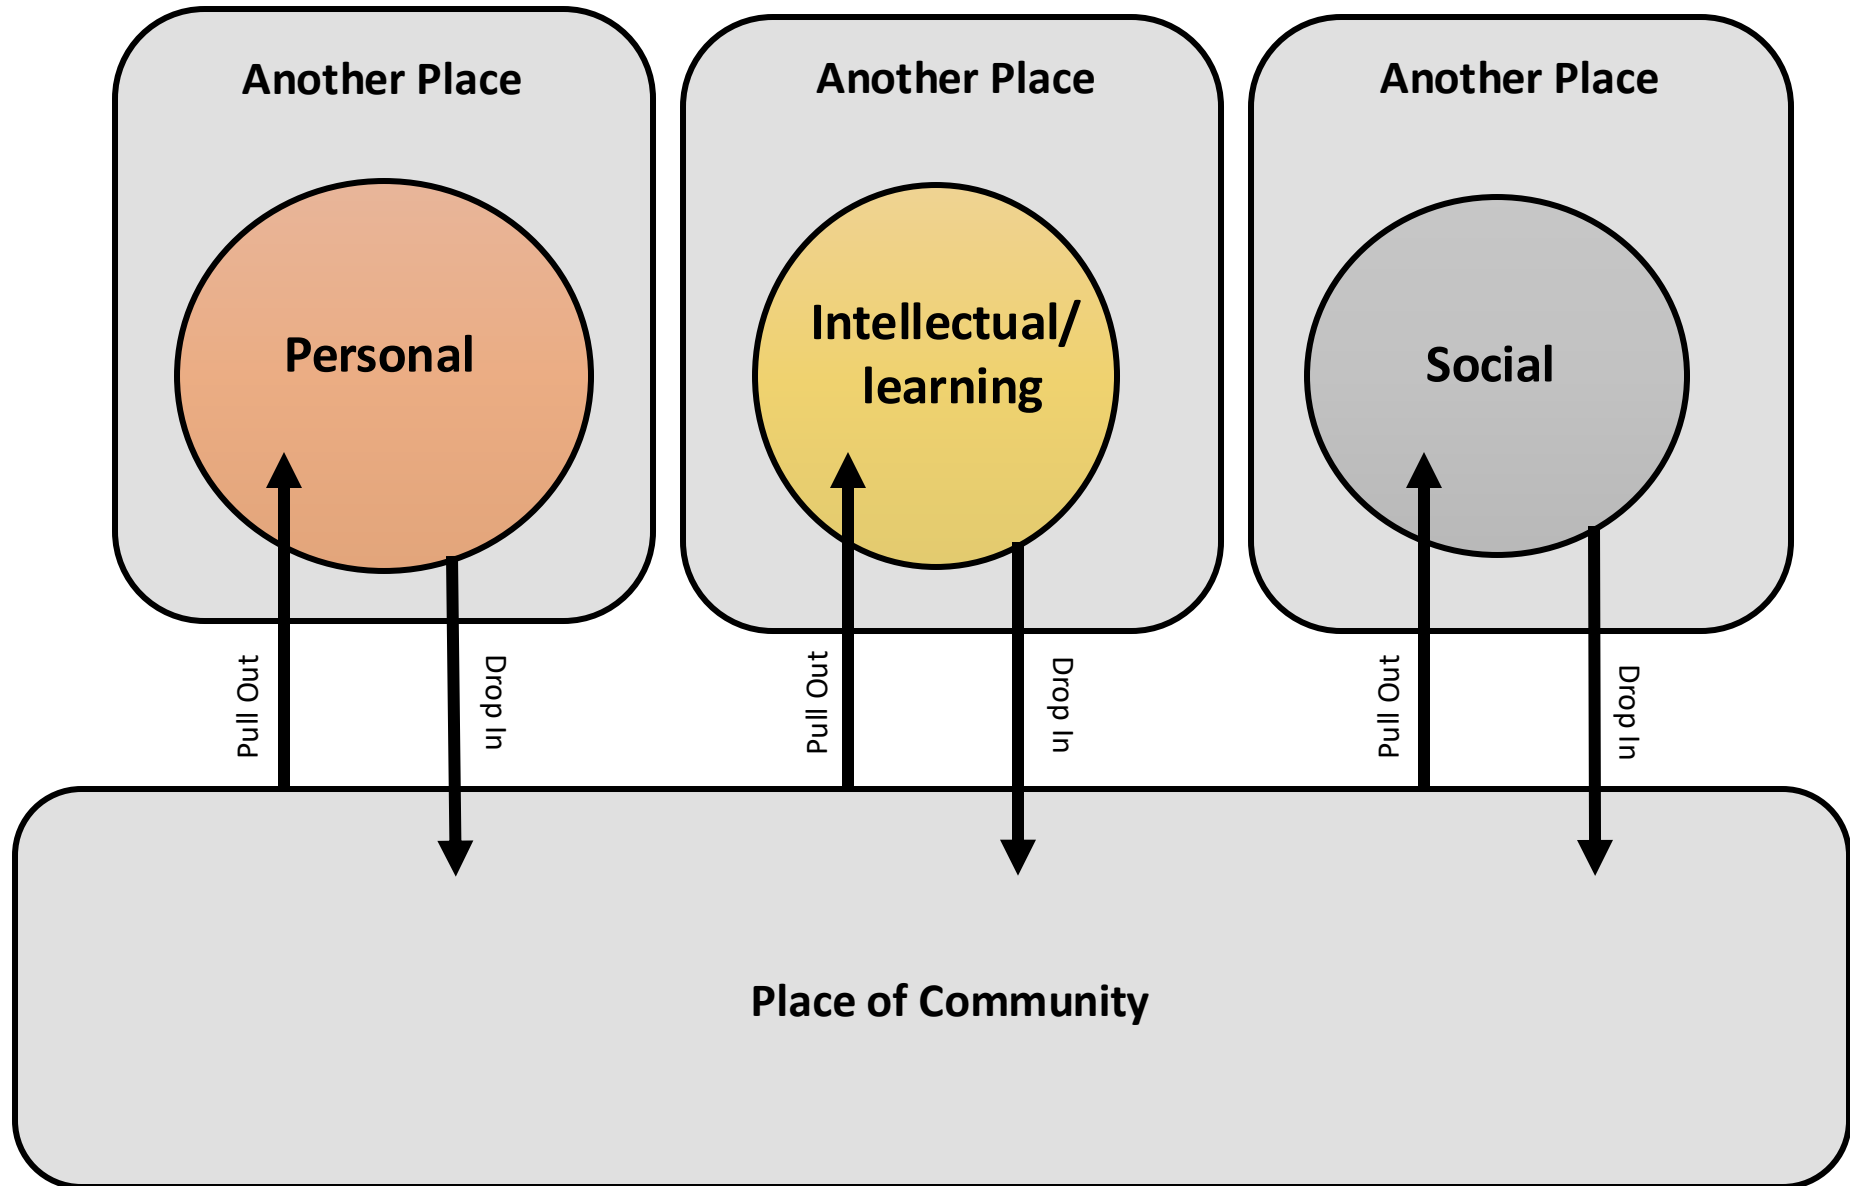 Another Place
Another Place
Another Place
Personal
Intellectual/
learning
Social
Pull Out
Drop In
Pull Out
Drop In
Pull Out
Drop In
Place of Community